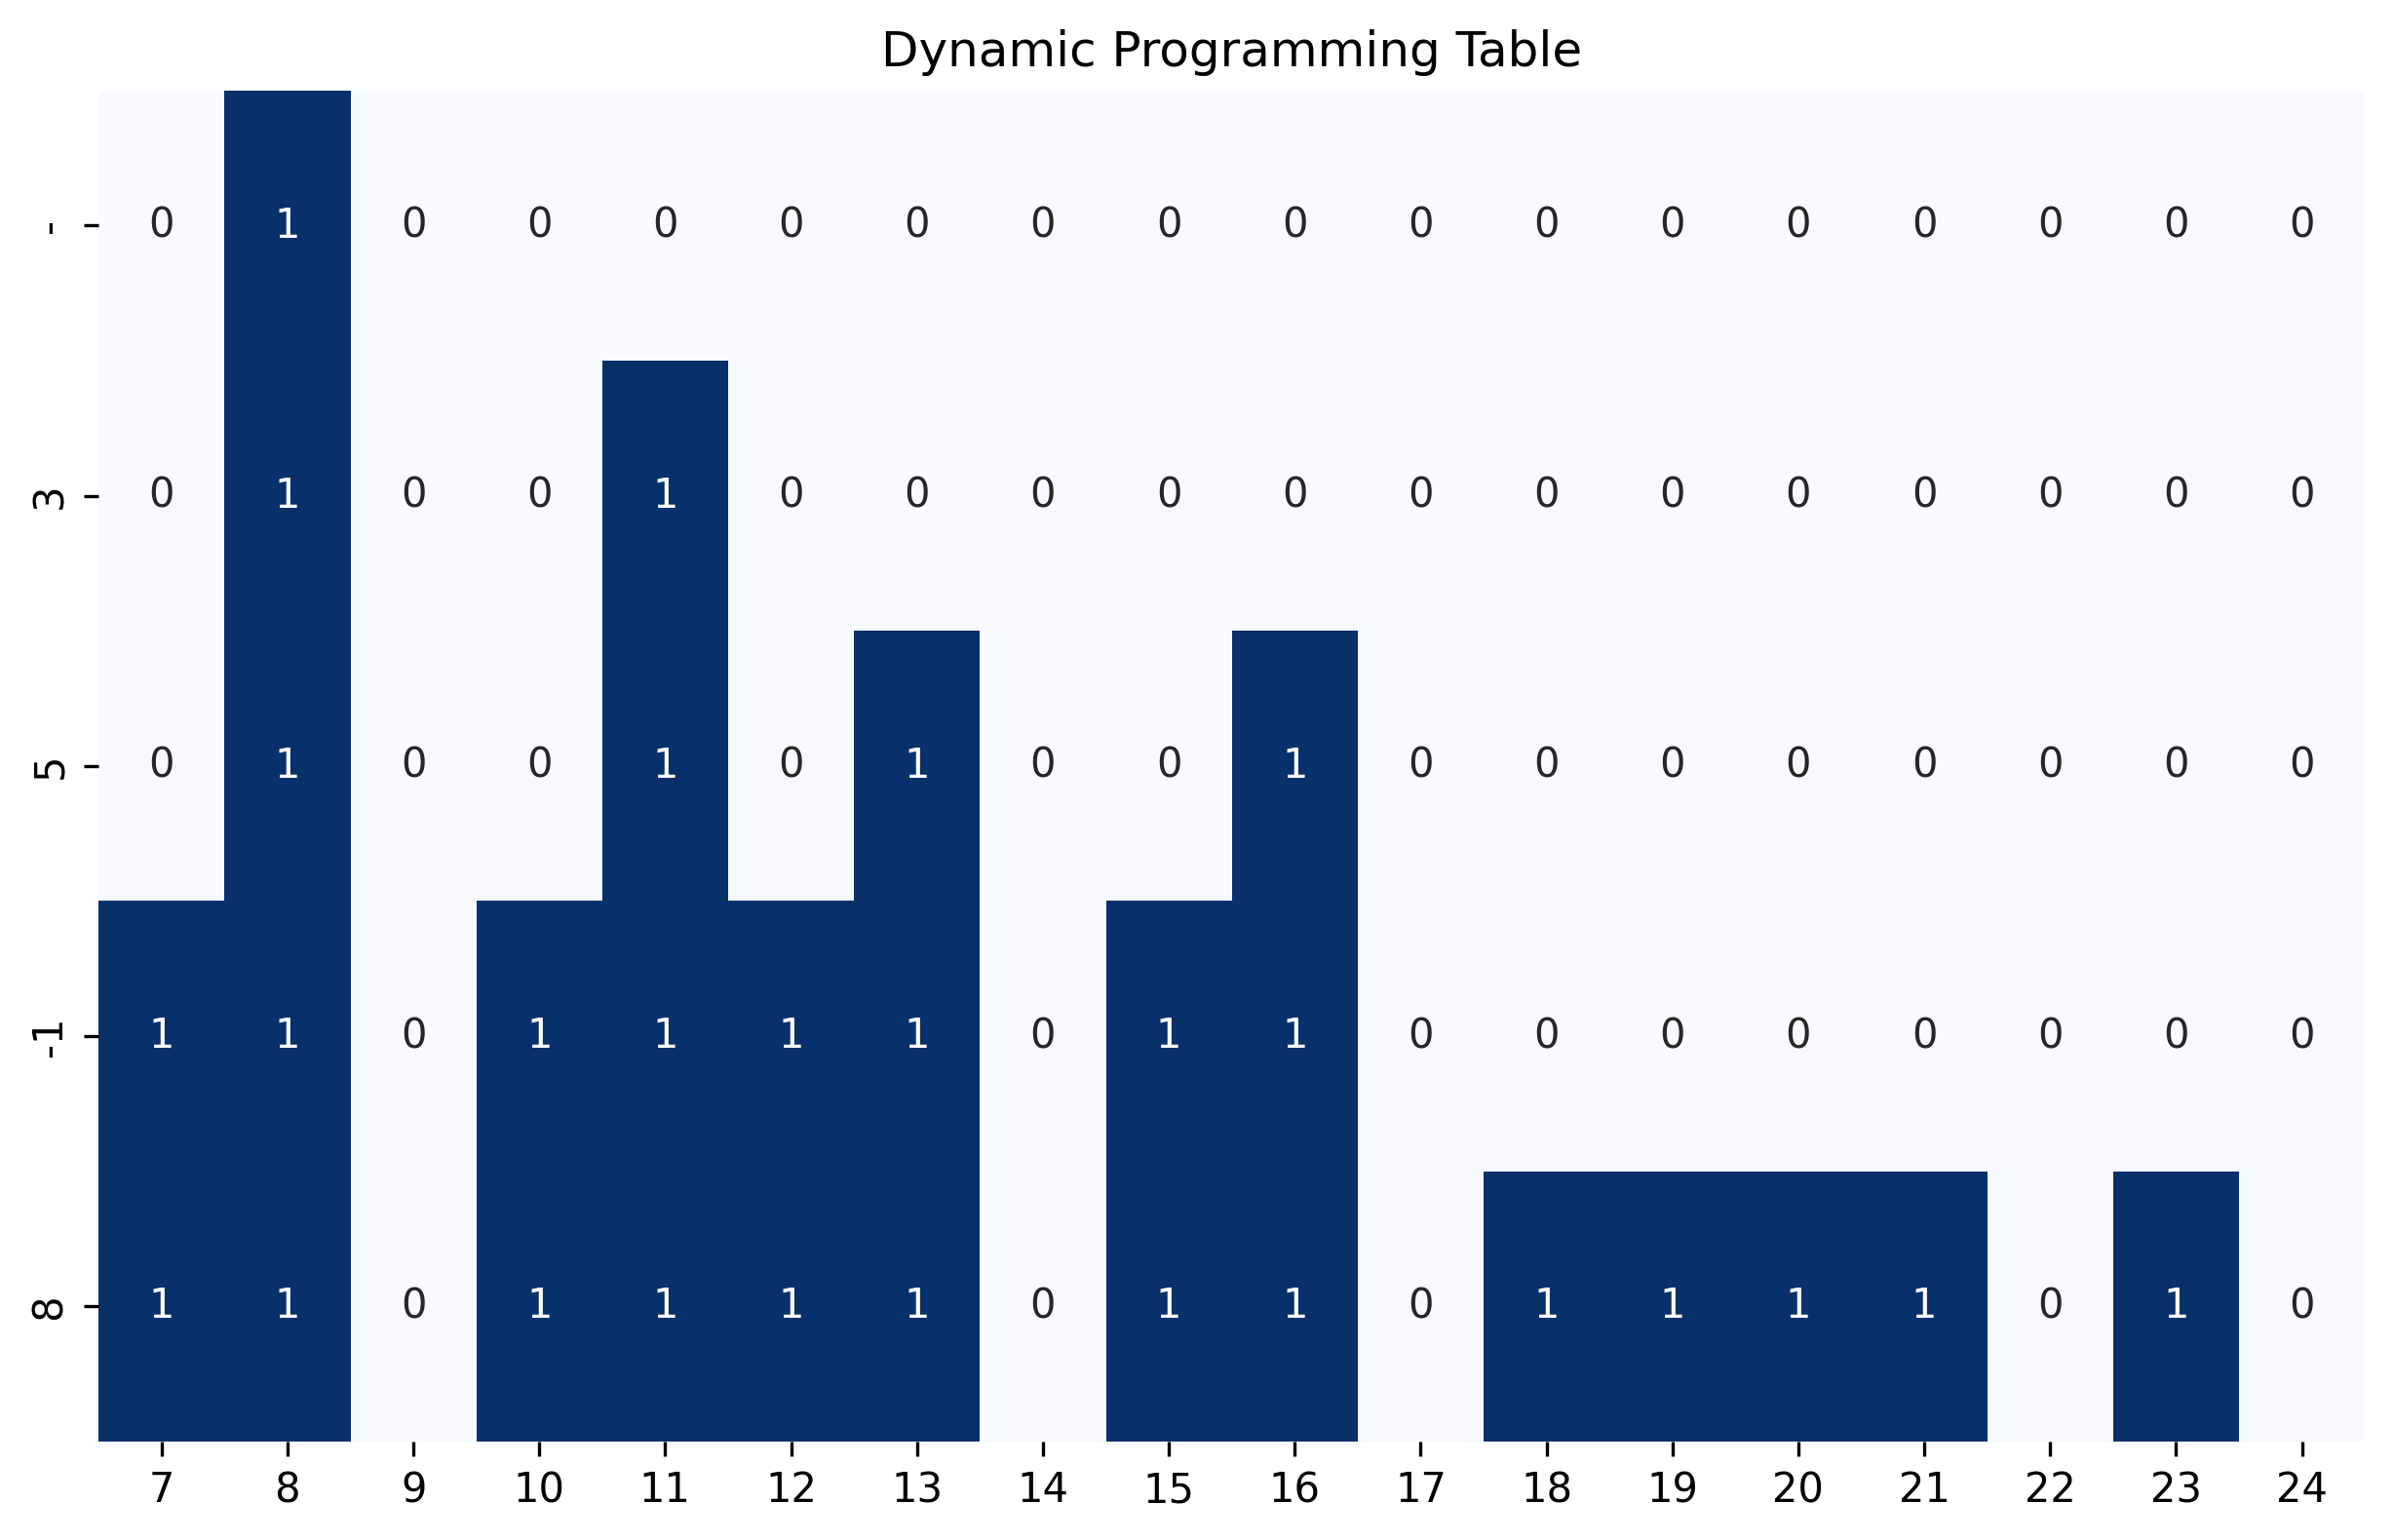 Dynamic Programming Table
- 0 1 0 0 0 0 0 0 0 0 0 0 0 0 0 0 0 0
3 0 1 0 0 1 0 0 0 0 0 0 0 0 0 0 0 0 0
5 0 1 0 0 1 0 1 0 0 1 0 0 0 0 0 0 0 0
-1 1 1 0 1 1 1 1 0 1 1 0 0 0 0 0 0 0 0
8 1 1 0 1 1 1 1 0 1 1 0 1 1 1 1 0 1 0
7 8 9 10 11 12 13 14 15 16 17 18 19 20 21 22 23 24